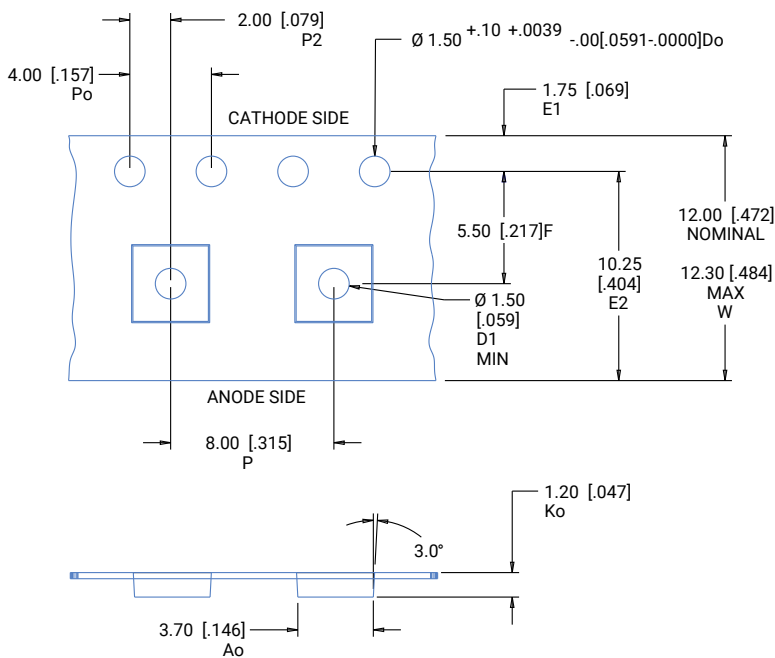 2.00 [.079]
P2
Ø 1.50 +.10 +.0039 -.00[.0591-.0000]Do
4.00 [.157]
Po
1.75 [.069]
E1
CATHODE SIDE
5.50 [.217]F
12.00 [.472]
NOMINAL
12.30 [.484]
MAX
W
10.25
[.404]
E2
Ø 1.50
[.059]
D1
MIN
ANODE SIDE
8.00 [.315]
P
1.20 [.047]
Ko
3.0°
3.70 [.146]
Ao